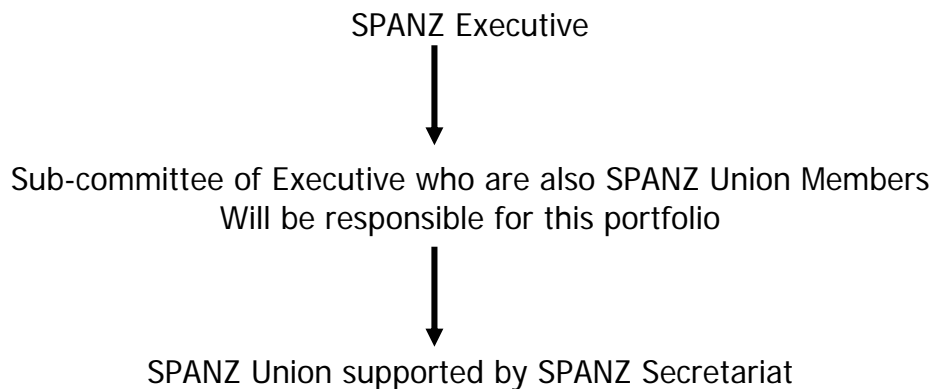 SPANZ Executive
Sub-committee of Executive who are also SPANZ Union Members
Will be responsible for this portfolio
SPANZ Union supported by SPANZ Secretariat